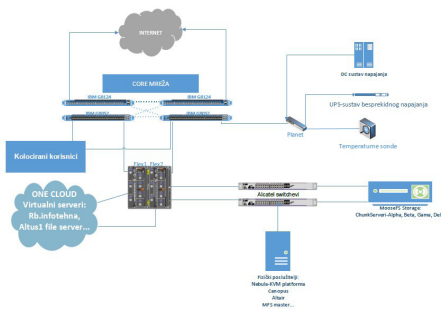 INTERNET
CORE MREŽA
IBM-G8124 IBM-G8124
IBM-G8052 IBM-G8052
DC sustav napajanja
UPS-sustav besprekidnog napajanja
Planet
Temperaturne sonde
Kolocirani korisnici
Flex1 Flex2
ONE CLOUD
Virtualni serveri:
Rb.infotehna,
Altus1 file server...
Alcatel switchevi
MooseFS Storage:
ChunkServeri-Alpha, Beta, Gama, Del
Fizički poslužitelji:
Nebula-KVM platforma
Canopus
Altair
MFS master...